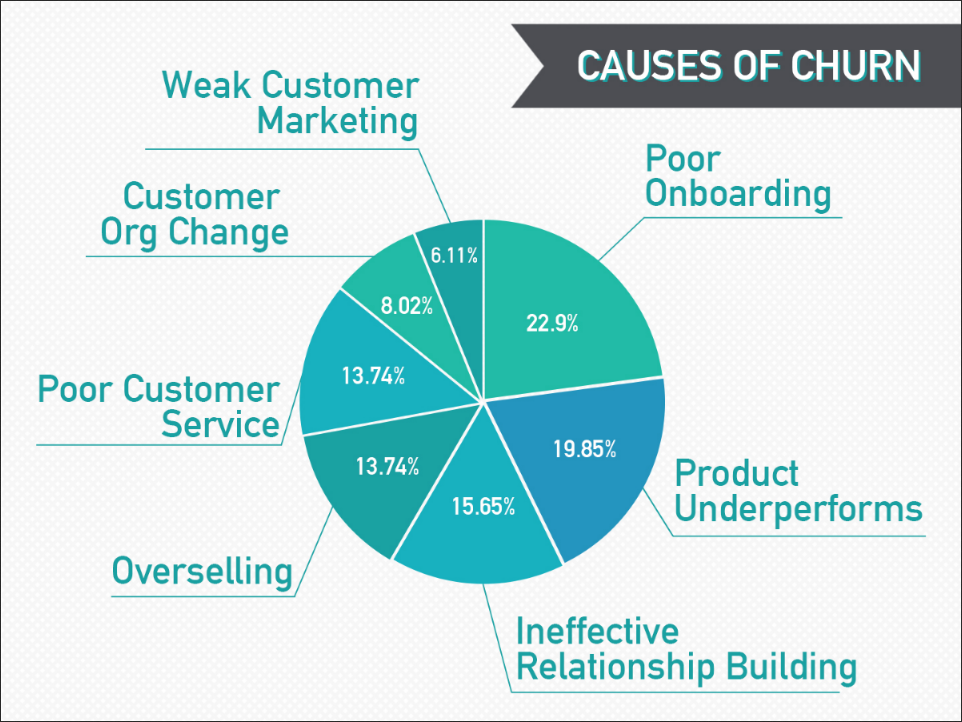 CAUSES OF CHURN
Weak Customer
Marketing
Poor
Onboarding
Customer
Org Change
6.11%
8.02%
22.9%
13.74%
Poor Customer
Service
19.85%
13.74%
Product
Underperforms
15.65%
Overselling
Ineffective
Relationship Building